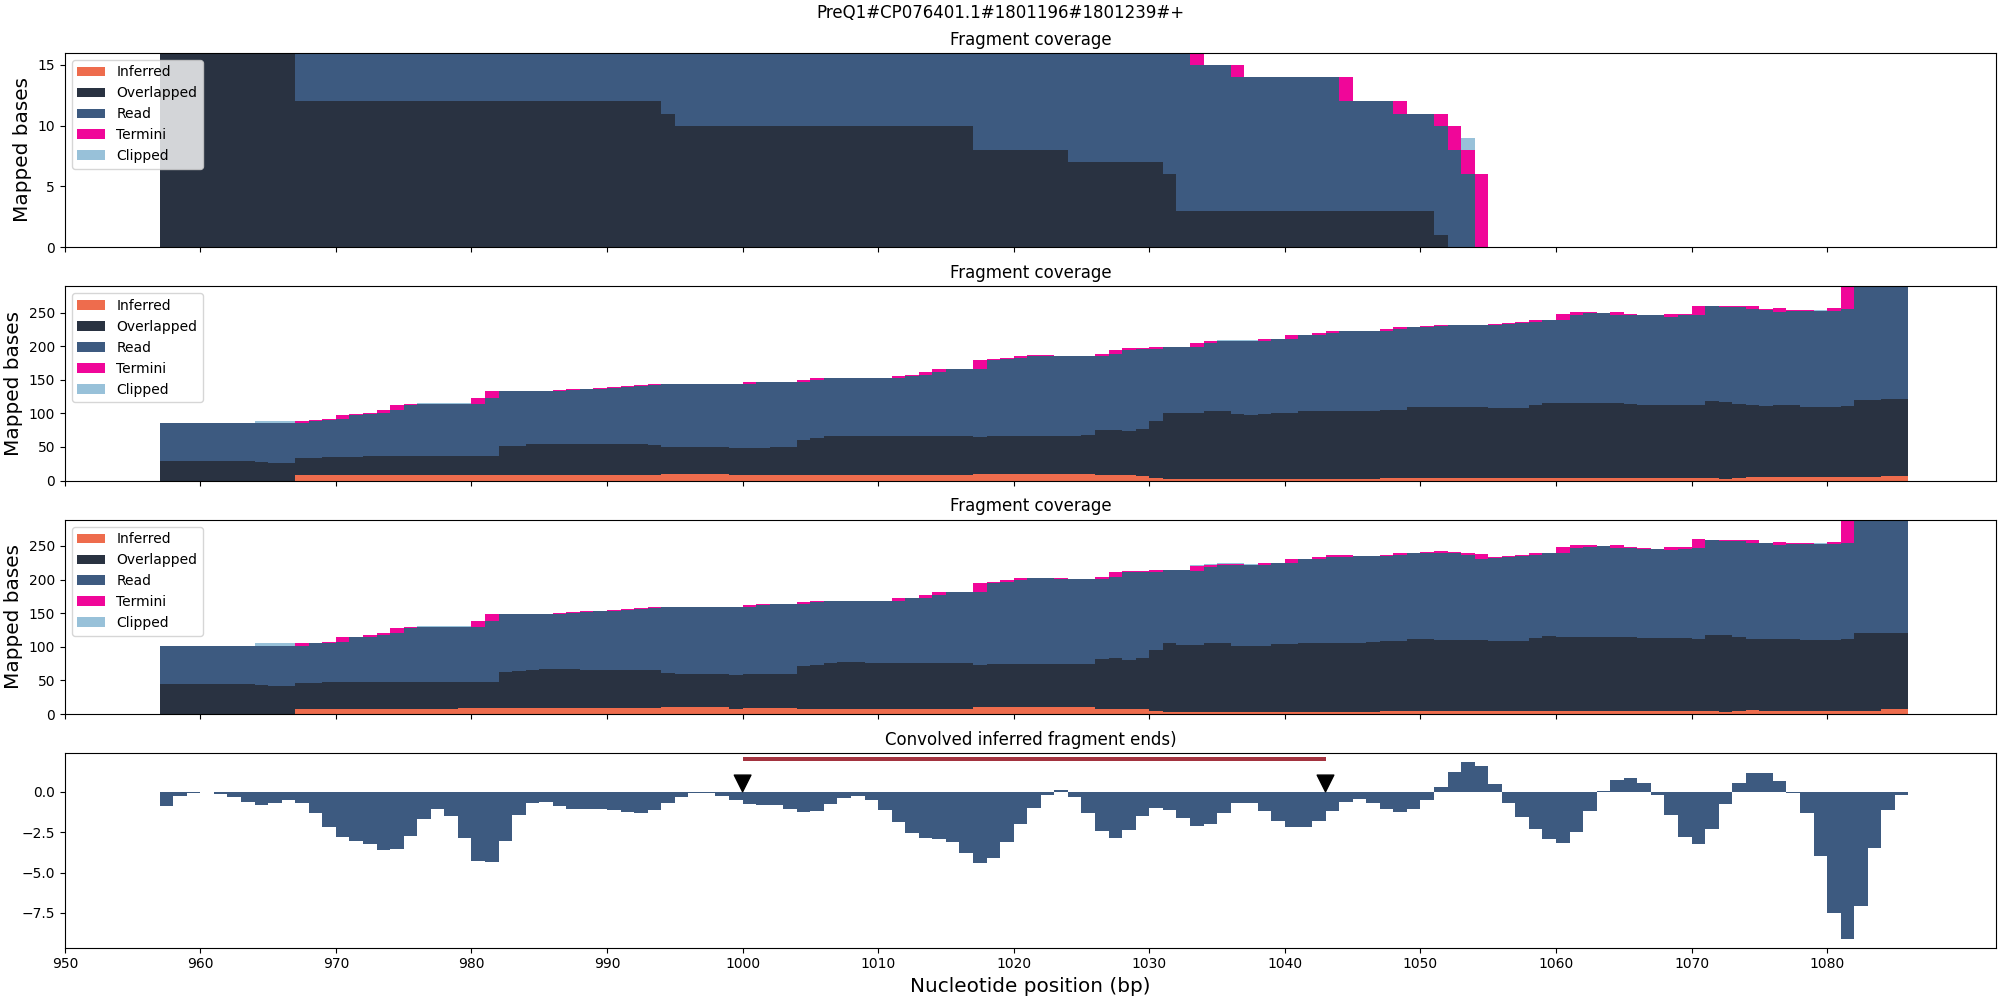 PreQ1#CP076401.1#1801196#1801239#+
Fragment coverage
Mapped bases
15
10
5
0
Inferred
Overlapped
Read
Termini
Clipped
Fragment coverage
Mapped bases
250
200
150
100
50
0
Inferred
Overlapped
Read
Termini
Clipped
Fragment coverage
Mapped bases
250
200
150
100
50
0
Inferred
Overlapped
Read
Termini
Clipped
Convolved inferred fragment ends)
0.0
−2.5
−5.0
−7.5
950 960 970 980 990 1000 1010 1020 1030 1040 1050 1060 1070 1080
Nucleotide position (bp)